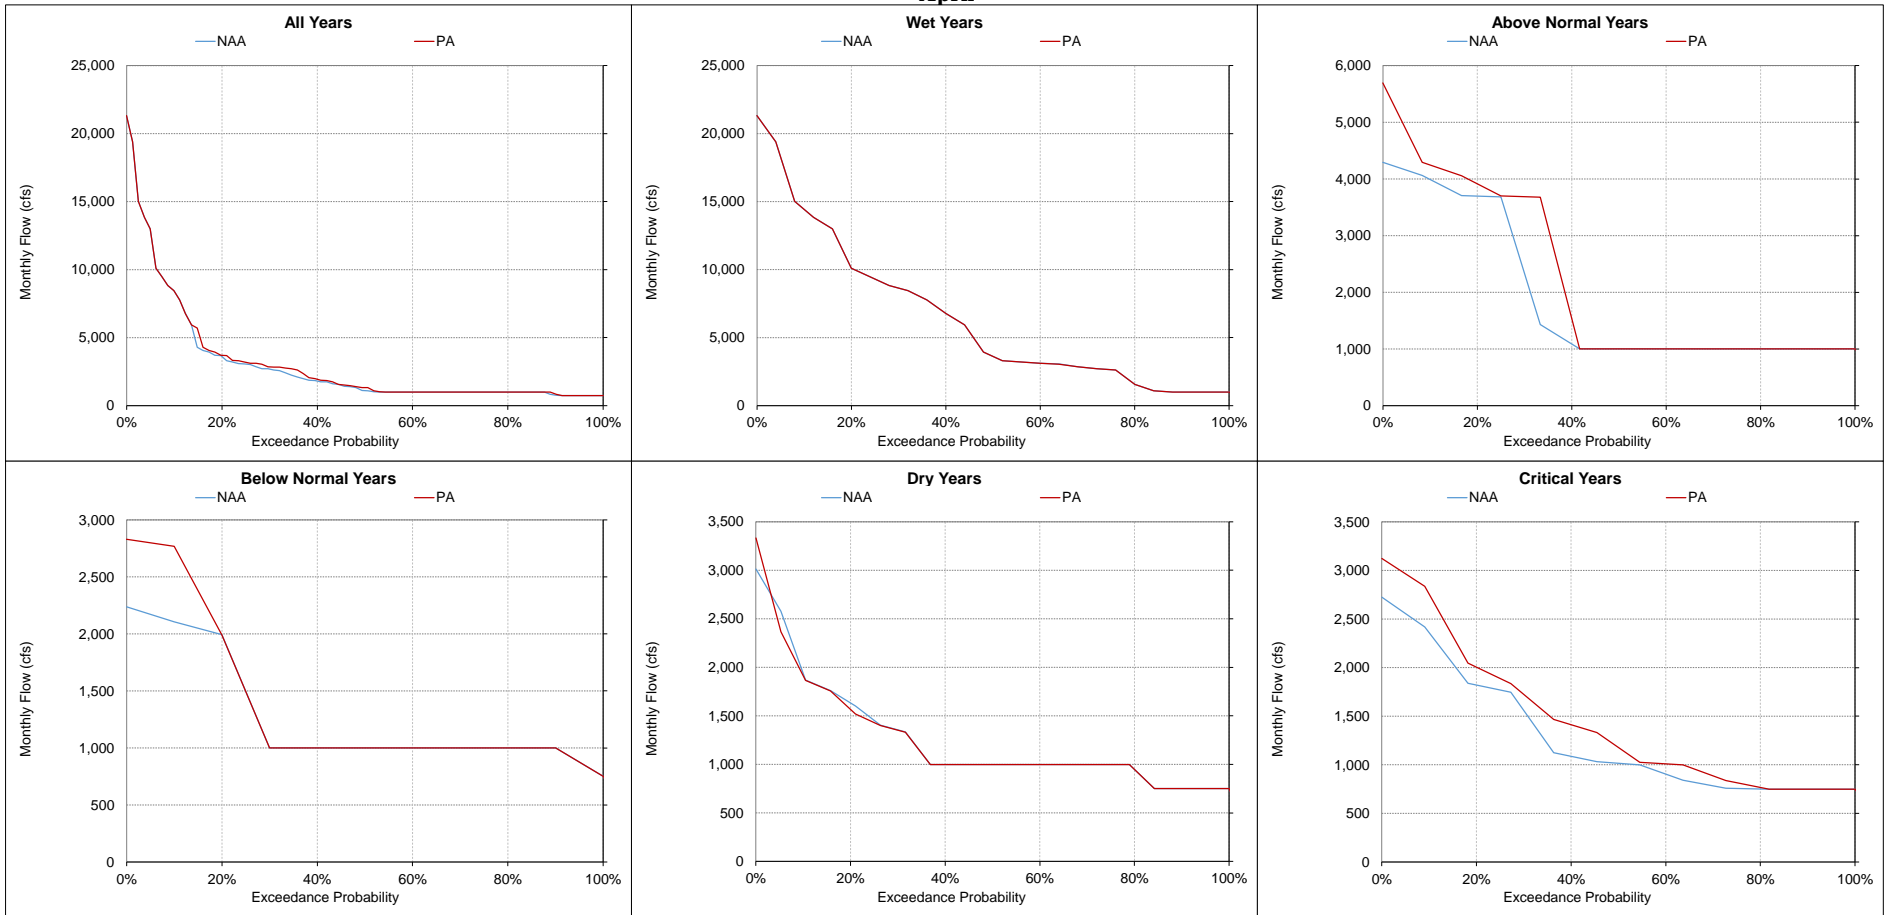 All Years
NAA PA
25,000
20,000
15,000
10,000
5,000
0
Monthly Flow (cfs)
0% 20% 40% 60% 80% 100%
Exceedance Probability
Wet Years
NAA PA
25,000
20,000
15,000
10,000
5,000
0
Monthly Flow (cfs)
0% 20% 40% 60% 80% 100%
Exceedance Probability
Above Normal Years
NAA PA
6,000
5,000
4,000
3,000
2,000
1,000
0
Monthly Flow (cfs)
0% 20% 40% 60% 80% 100%
Exceedance Probability
Below Normal Years
NAA PA
3,000
2,500
2,000
1,500
1,000
500
0
Monthly Flow (cfs)
0% 20% 40% 60% 80% 100%
Exceedance Probability
Dry Years
NAA PA
3,500
3,000
2,500
2,000
1,500
1,000
500
0
Monthly Flow (cfs)
0% 20% 40% 60% 80% 100%
Exceedance Probability
Critical Years
NAA PA
3,500
3,000
2,500
2,000
1,500
1,000
500
0
Monthly Flow (cfs)
0% 20% 40% 60% 80% 100%
Exceedance Probability